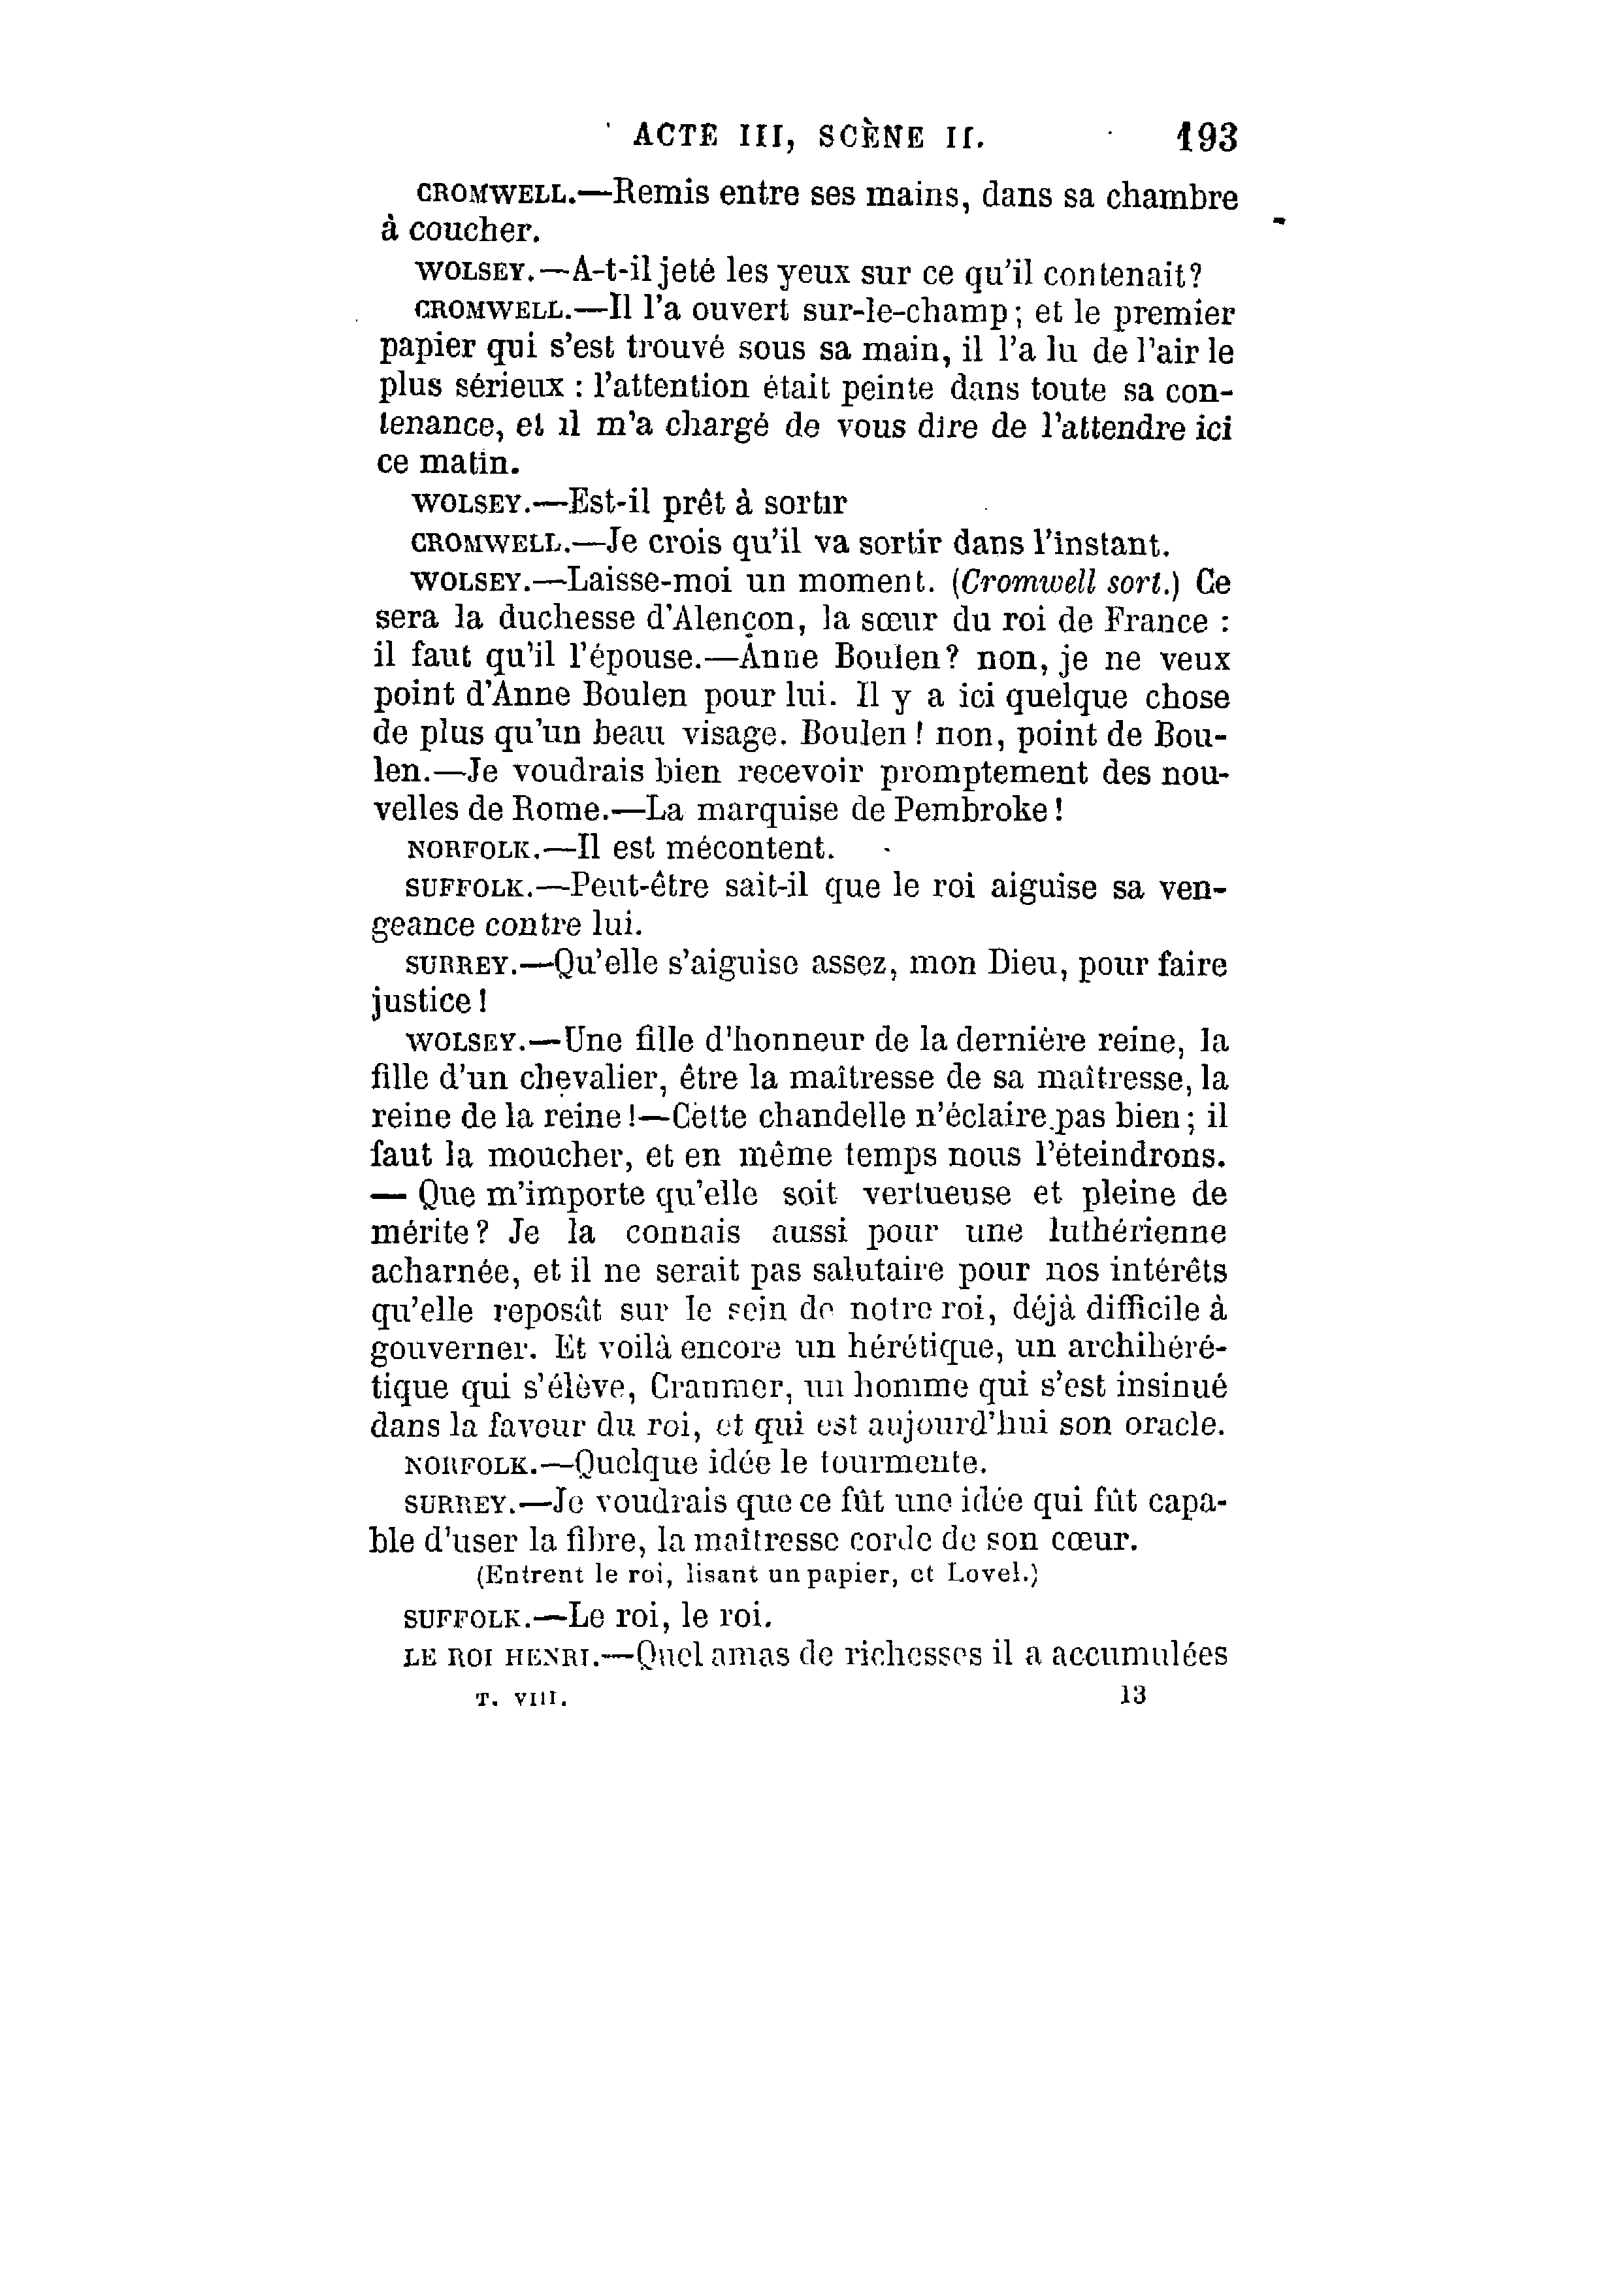 ACTE III, SCÈNE II. 193
CROMWELL.—Remis entre ses mains, dans sa chambre
à coucher.
WOLSEY.—A-t-il jeté les yeux sur ce qu'il contenait?
CROMWELL.—Il l'a ouvert sur-le-champ; et le premier
papier qui s'est trouvé sous sa main, il l'a lu de l'air le
plus sérieux : l'attention était peinte dans toute sa con-
tenance, et il m'a chargé de vous dire de l'attendre ici
ce matin.
WOLSEY.—Est-il prêt à sortir
CROMWELL.—Je crois qu'il va sortir dans l'instant.
WOLSEY.—Laisse-moi un moment. (Cromwell sort.) Ce
sera la duchesse d'Alençon, la sœur du roi de France :
il faut qu'il l'épouse.—Anne Boulen? non, je ne veux
point d'Anne Boulen pour lui. Il y a ici quelque chose
de plus qu'un beau visage. Boulen ! non, point de Bou-
len.—Je voudrais bien recevoir promptement des nou-
velles de Rome.—La marquise de Pembroke !
NORFOLK.—Il est mécontent.
SUFFOLK.—Peut-être sait-il que le roi aiguise sa ven-
geance contre lui.
SURREY.—Qu'elle s'aiguise assez, mon Dieu, pour faire
justice !
WOLSEY.—Une fille d'honneur de la dernière reine, la
fille d'un chevalier, être la maîtresse de sa maîtresse, la
reine de la reine !—Cette chandelle n'éclaire pas bien; il
faut la moucher, et en même temps nous l'éteindrons.
— Que m'importe qu'elle soit vertueuse et pleine de
mérite? Je la connais aussi pour une luthérienne
acharnée, et il ne serait pas salutaire pour nos intérêts
qu'elle reposât sur le sein de notre roi, déjà difficile à
gouverner. Et voilà encore un hérétique, un archihéré-
tique qui s'élève, Cranmer, un homme qui s'est insinué
dans la faveur du roi, et qui est aujourd'hui son oracle.
NORFOLK.—Quelque idée le tourmente.
SURREY.—Je voudrais que ce fût une idée qui fût capa-
ble d'user la fibre, la maîtresse corde de son cœur.
(Entrent le roi, lisant un papier, et Lovel.)
SUFFOLK.—Le roi, le roi.
LE ROI HENRI.—Quel amas de richesses il a accumulées
T. VIII. 13